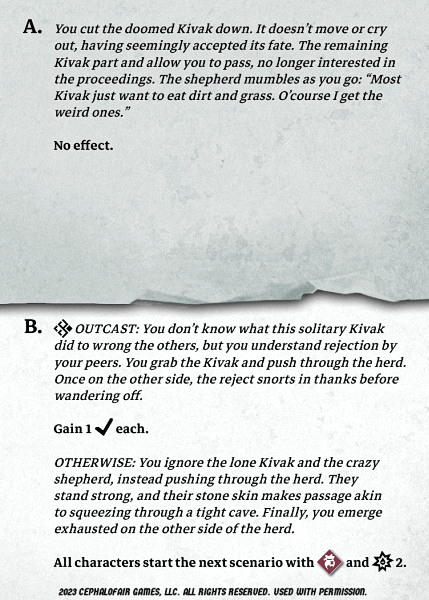 A. You cut the doomed Kivak down. It doesn’t move or cry
out, having seemingly accepted its fate. The remaining
Kivak part and allow you to pass, no longer interested in
the proceedings. The shepherd mumbles as you go: “Most
Kivak just want to eat dirt and grass. O’course I get the
weird ones.”
No effect.
B. OUTCAST: You don’t know what this solitary Kivak
did to wrong the others, but you understand rejection by
your peers. You grab the Kivak and push through the herd.
Once on the other side, the reject snorts in thanks before
wandering off.
Gain 1 ✓ each.
OTHERWISE: You ignore the lone Kivak and the crazy
shepherd, instead pushing through the herd. They
stand strong, and their stone skin makes passage akin
to squeezing through a tight cave. Finally, you emerge
exhausted on the other side of the herd.
All characters start the next scenario with and 2.
2023 CEPHALOFAIR GAMES, LLC. ALL RIGHTS RESERVED. USED WITH PERMISSION.